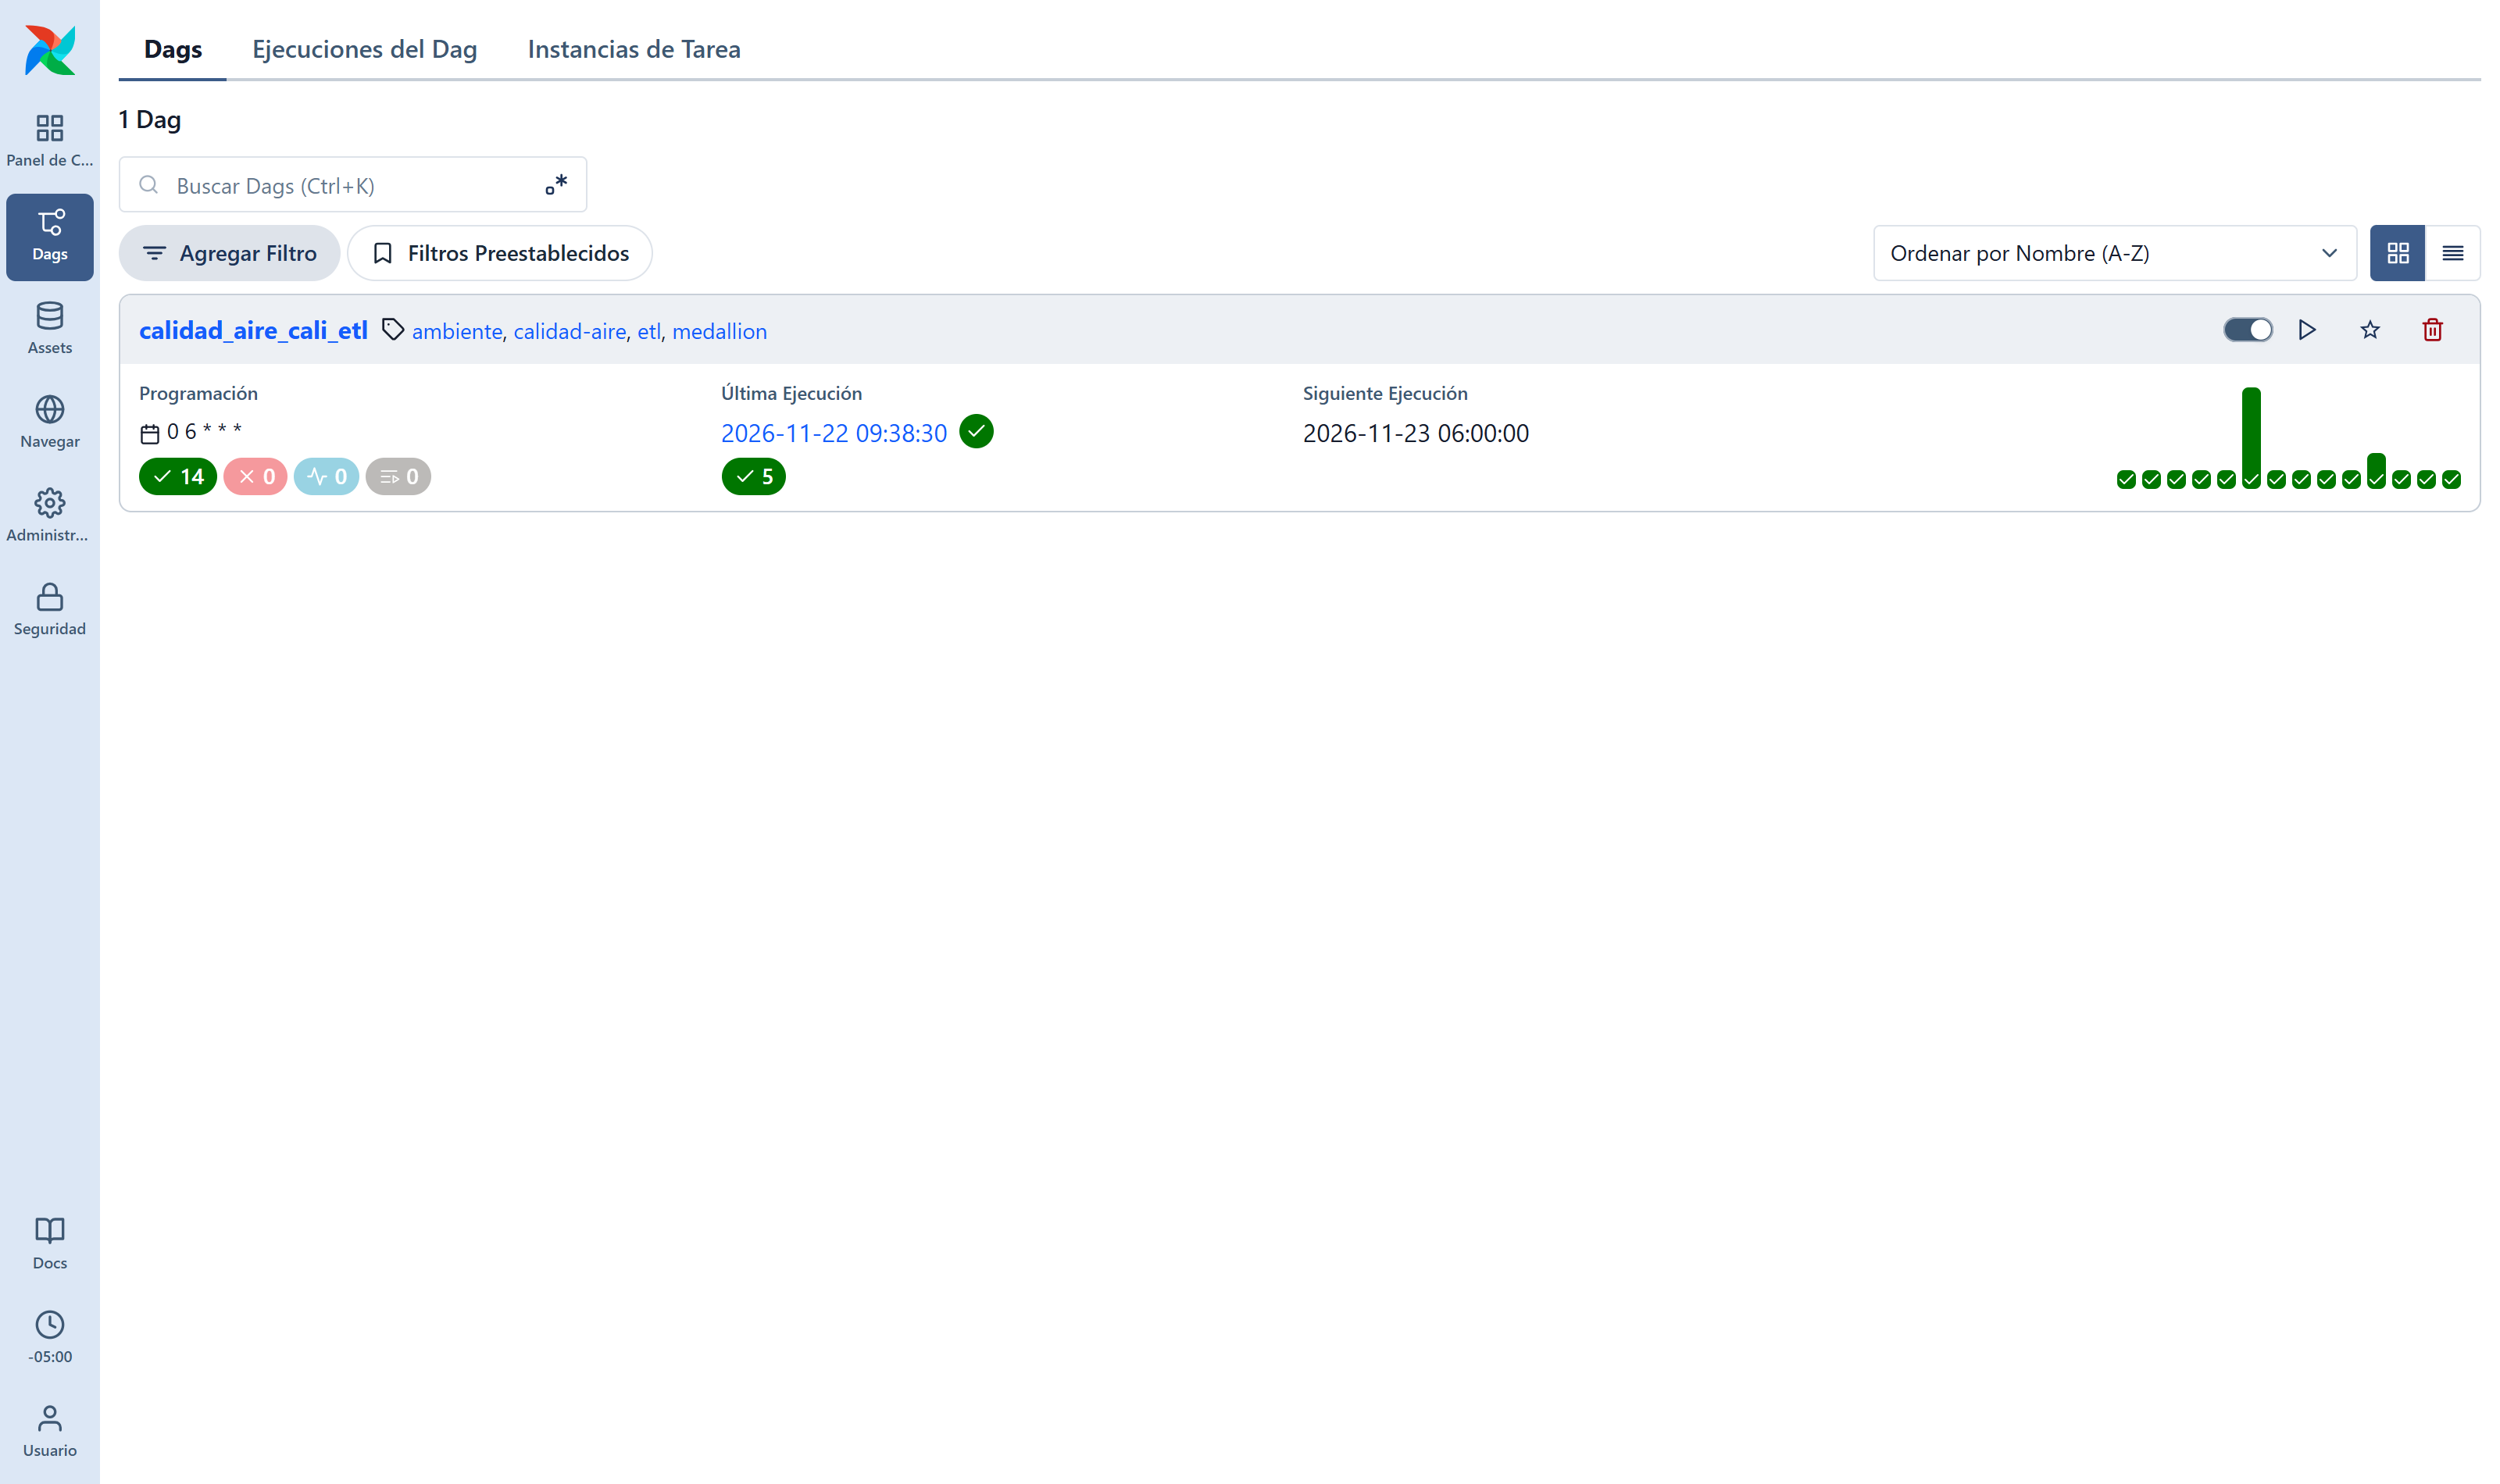 Dags
Ejecuciones del Dag
Instancias de Tarea
1 Dag
Panel de C...
Buscar Dags (Ctrl+K)
Dags
Agregar Filtro
Filtros Preestablecidos
Ordenar por Nombre (A-Z)
Assets
calidad_aire_cali_etl
ambiente, calidad-aire, etl, medallion
Programación
Última Ejecución
Siguiente Ejecución
0 6 * * *
2026-11-22 09:38:30
2026-11-23 06:00:00
Navegar
14
0
0
0
5
Administr...
Seguridad
Docs
-05:00
Usuario